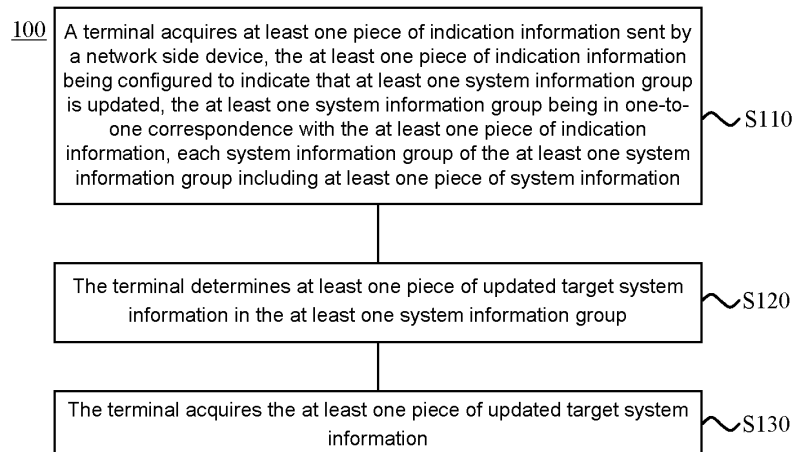 100
A terminal acquires at least one piece of indication information sent by
a network side device, the at least one piece of indication information
being configured to indicate that at least one system information group
is updated, the at least one system information group being in one-to-
one correspondence with the at least one piece of indication
information, each system information group of the at least one system
information group including at least one piece of system information
S110
The terminal determines at least one piece of updated target system
information in the at least one system information group
S120
The terminal acquires the at least one piece of updated target system
information
S130